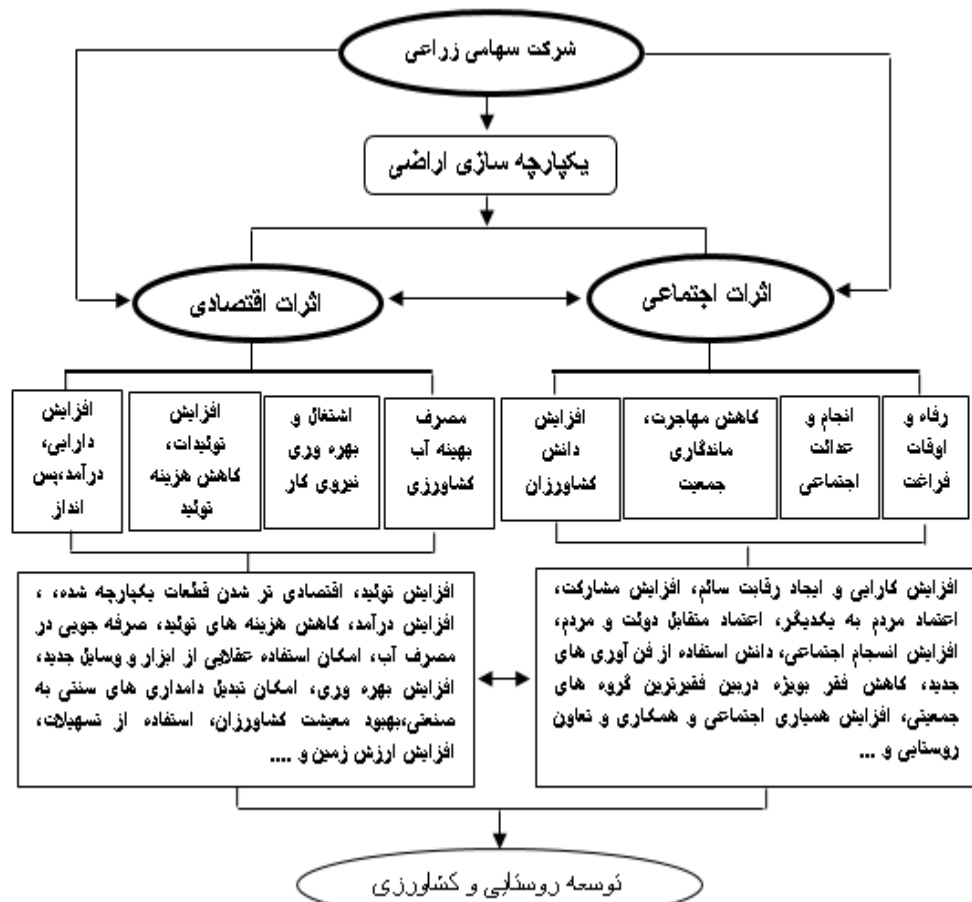 شرکت سهامی زراعی
یکپارچه سازی اراضی
اثرات اجتماعی
اثرات اقتصادی
رفاه و
اوقات
فراغت
انجام و
عدالت
اجتماعی
کاهش مهاجرت،
ماندگاری
جمعیت
افزایش
دانش
کشاورزان
مصرف
بهینه آب
کشاورزی
اشتغال و
بهره وری
نیروی کار
افزایش
تولیدات،
کاهش هزینه
تولید
افزایش
دارایی،
درآمد،پس
انداز
افزایش کارایی و ایجاد رقابت سالم، افزایش مشارکت،
اعتماد مردم به یکدیگر، اعتماد متقابل دولت و مردم،
افزایش انسجام اجتماعی، دانش استفاده از فن آوری های
جدید، کاهش فقر بویژه دربین فقیرترین گروه های
جمعیتی، افزایش همیاری اجتماعی و همکاری و تعاون
روستایی و ...
افزایش تولید، اقتصادی تر شدن قطعات یکپارچه شده، ،
افزایش درآمد، کاهش هزینه های تولید، صرفه جویی در
مصرف آب، امکان استفاده عقلایی از ابزار و وسایل جدید،
افزایش بهره وری، امکان تبدیل دامداری های سنتی به
صنعتی،بهبود معیشت کشاورزان، استفاده از تسهیلات،
افزایش ارزش زمین و ....
توسعه روستایی و کشاورزی